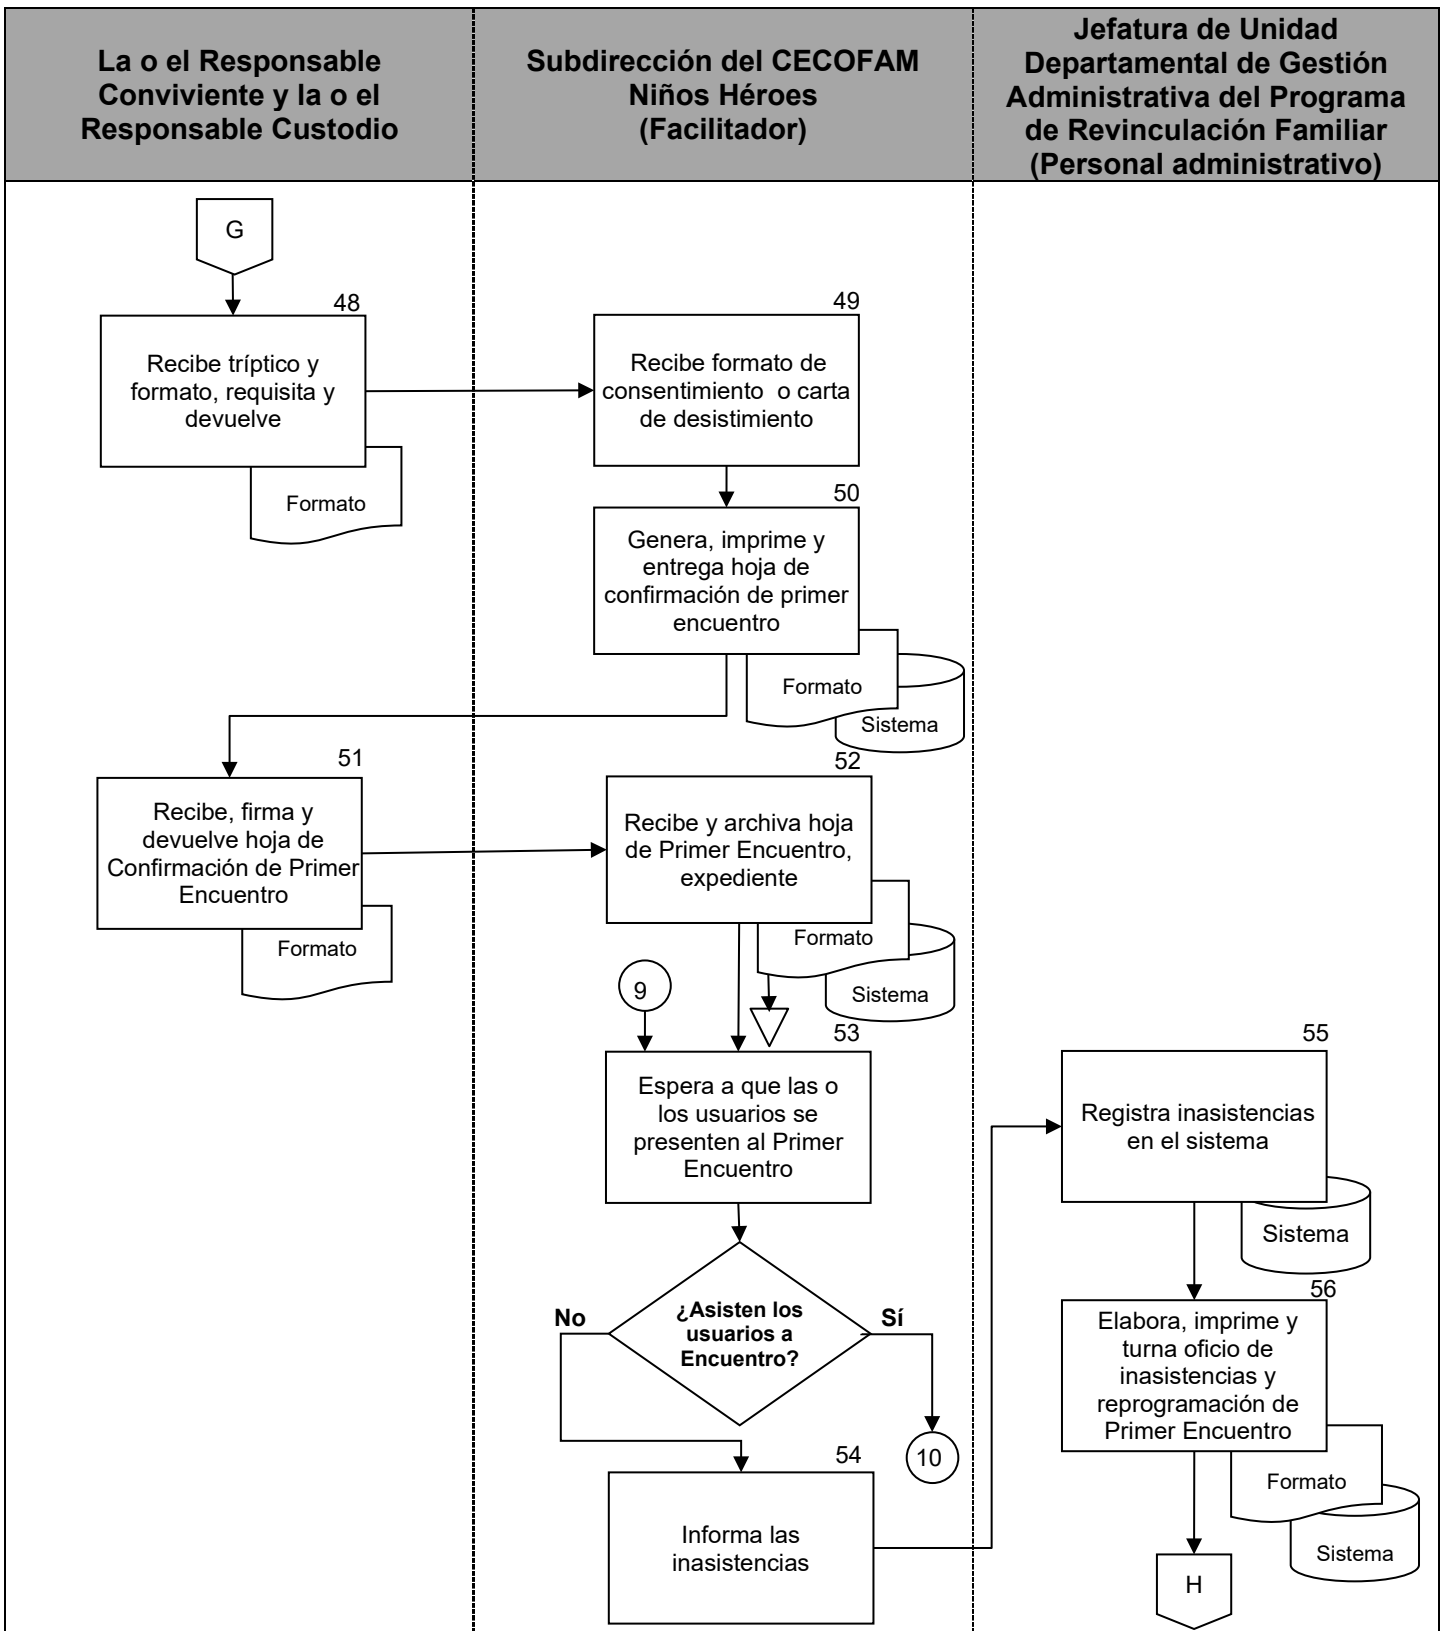 La o el Responsable
Conviviente y la o el
Responsable Custodio
Subdirección del CECOFAM
Niños Héroes
(Facilitador)
Jefatura de Unidad
Departamental de Gestión
Administrativa del Programa
de Revinculación Familiar
(Personal administrativo)
G
48
Recibe tríptico y
formato, requisita y
devuelve
Formato
49
Recibe formato de
consentimiento o carta
de desistimiento
50
Genera, imprime y
entrega hoja de
confirmación de primer
encuentro
Formato
Sistema
51
Recibe, firma y
devuelve hoja de
Confirmación de Primer
Encuentro
Formato
52
Recibe y archiva hoja
de Primer Encuentro,
expediente
Formato
Sistema
9
53
Espera a que las o
los usuarios se
presenten al Primer
Encuentro
¿Asisten los
usuarios a
Encuentro?
No
Sí
10
54
Informa las
inasistencias
55
Registra inasistencias
en el sistema
Sistema
56
Elabora, imprime y
turna oficio de
inasistencias y
reprogramación de
Primer Encuentro
Formato
Sistema
H